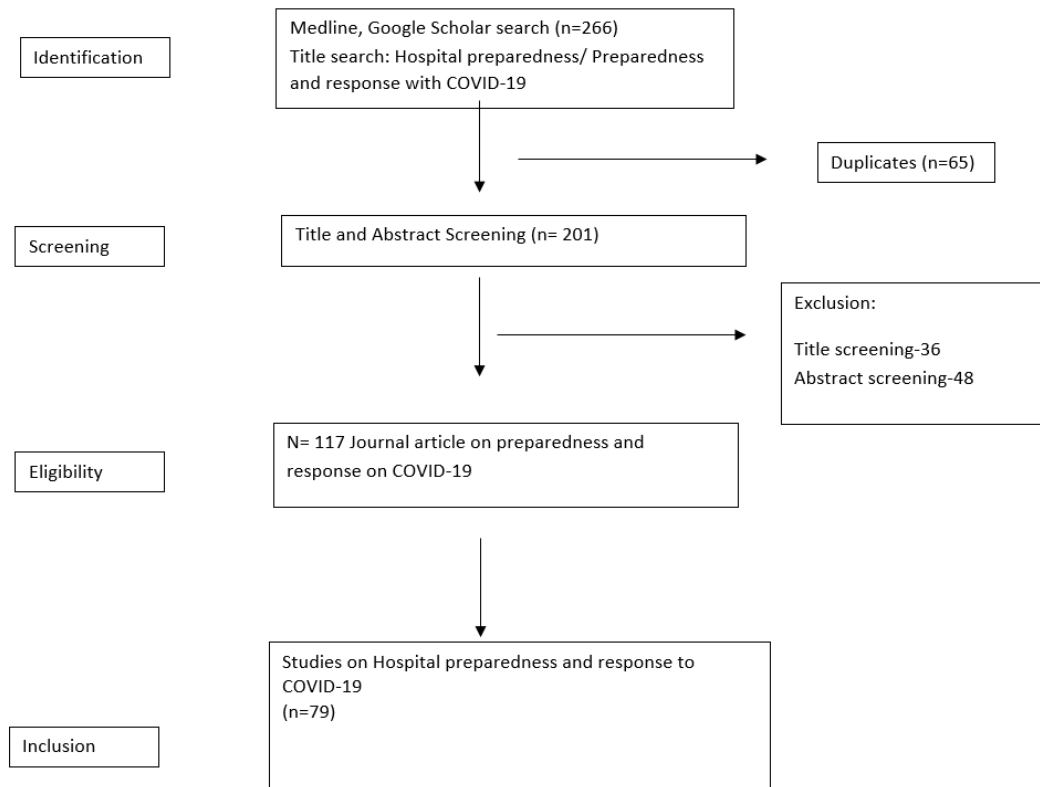 Identification
Medline, Google Scholar search (n=266)
Title search: Hospital preparedness/ Preparedness
and response with COVID-19
Duplicates (n=65)
Screening
Title and Abstract Screening (n= 201)
Exclusion:
Title screening-36
Abstract screening-48
Eligibility
N= 117 Journal article on preparedness and
response on COVID-19
Studies on Hospital preparedness and response to
COVID-19
(n=79)
Inclusion